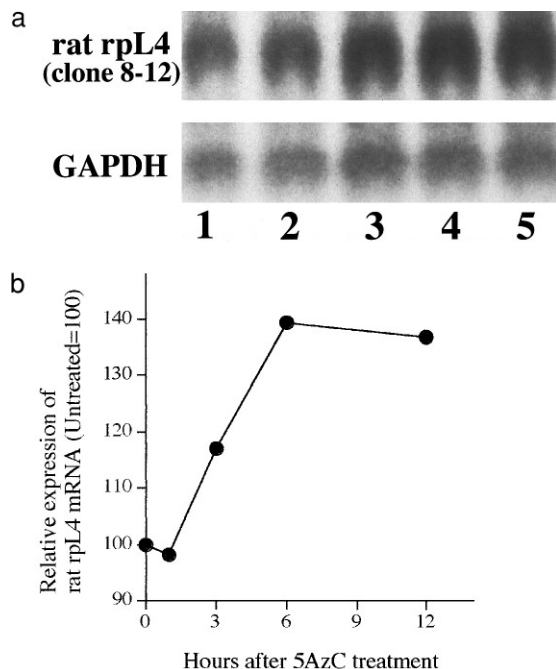 a
rat rpL4
(clone 8-12)
GAPDH
1 2 3 4 5
b
Relative expression of
rat rpL4 mRNA (Untreated=100)
140
130
120
110
100
90
0 3 6 9 12
Hours after 5AzC treatment